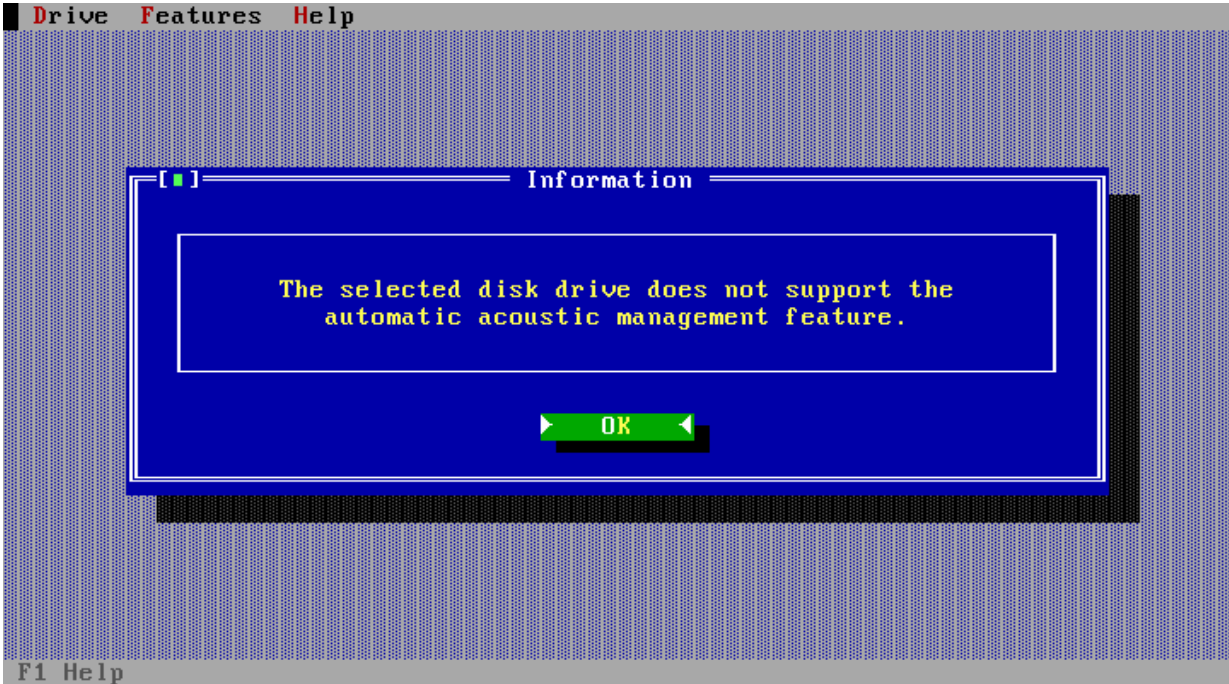 Drive Features Help
[■] Information
The selected disk drive does not support the
automatic acoustic management feature.
OK
F1 Help